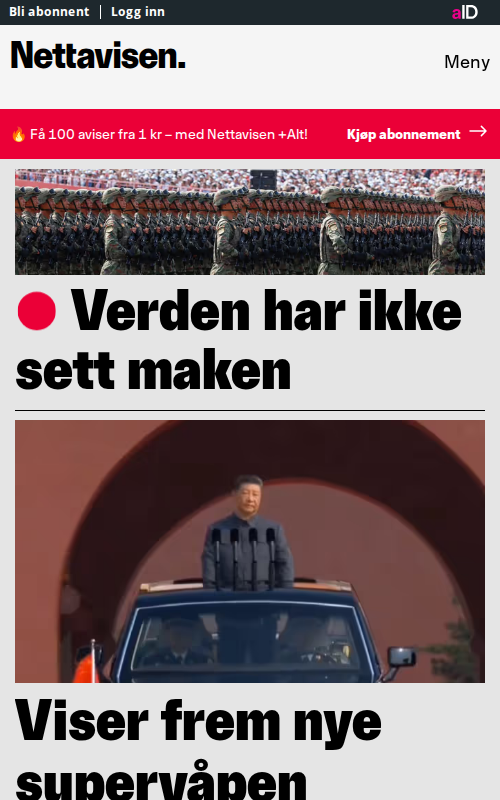 Bli abonnent | Logg inn
aID
Nettavisen.
Meny
🔥 Få 100 aviser fra 1 kr – med Nettavisen +Alt!
Kjøp abonnement →
Verden har ikke
sett maken
Viser frem nye
supervåpen